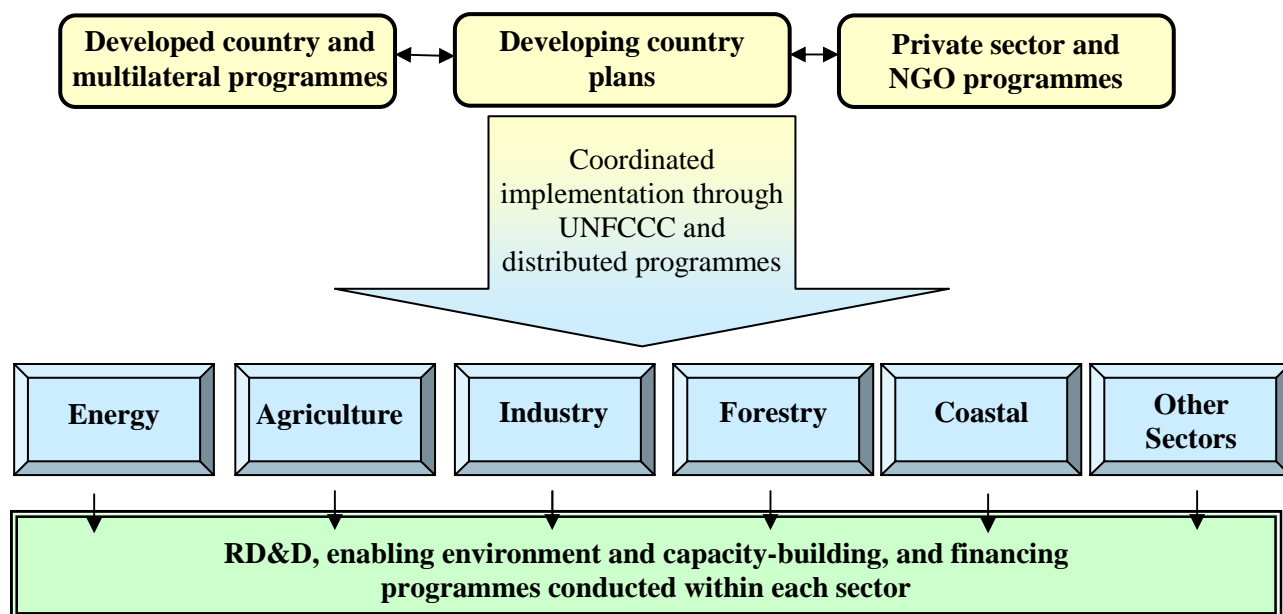 Developed country and
multilateral programmes
Developing country
plans
Private sector and
NGO programmes
Coordinated
implementation through
UNFCCC and
distributed programmes
Energy
Agriculture
Industry
Forestry
Coastal
Other
Sectors
RD&D, enabling environment and capacity-building, and financing
programmes conducted within each sector